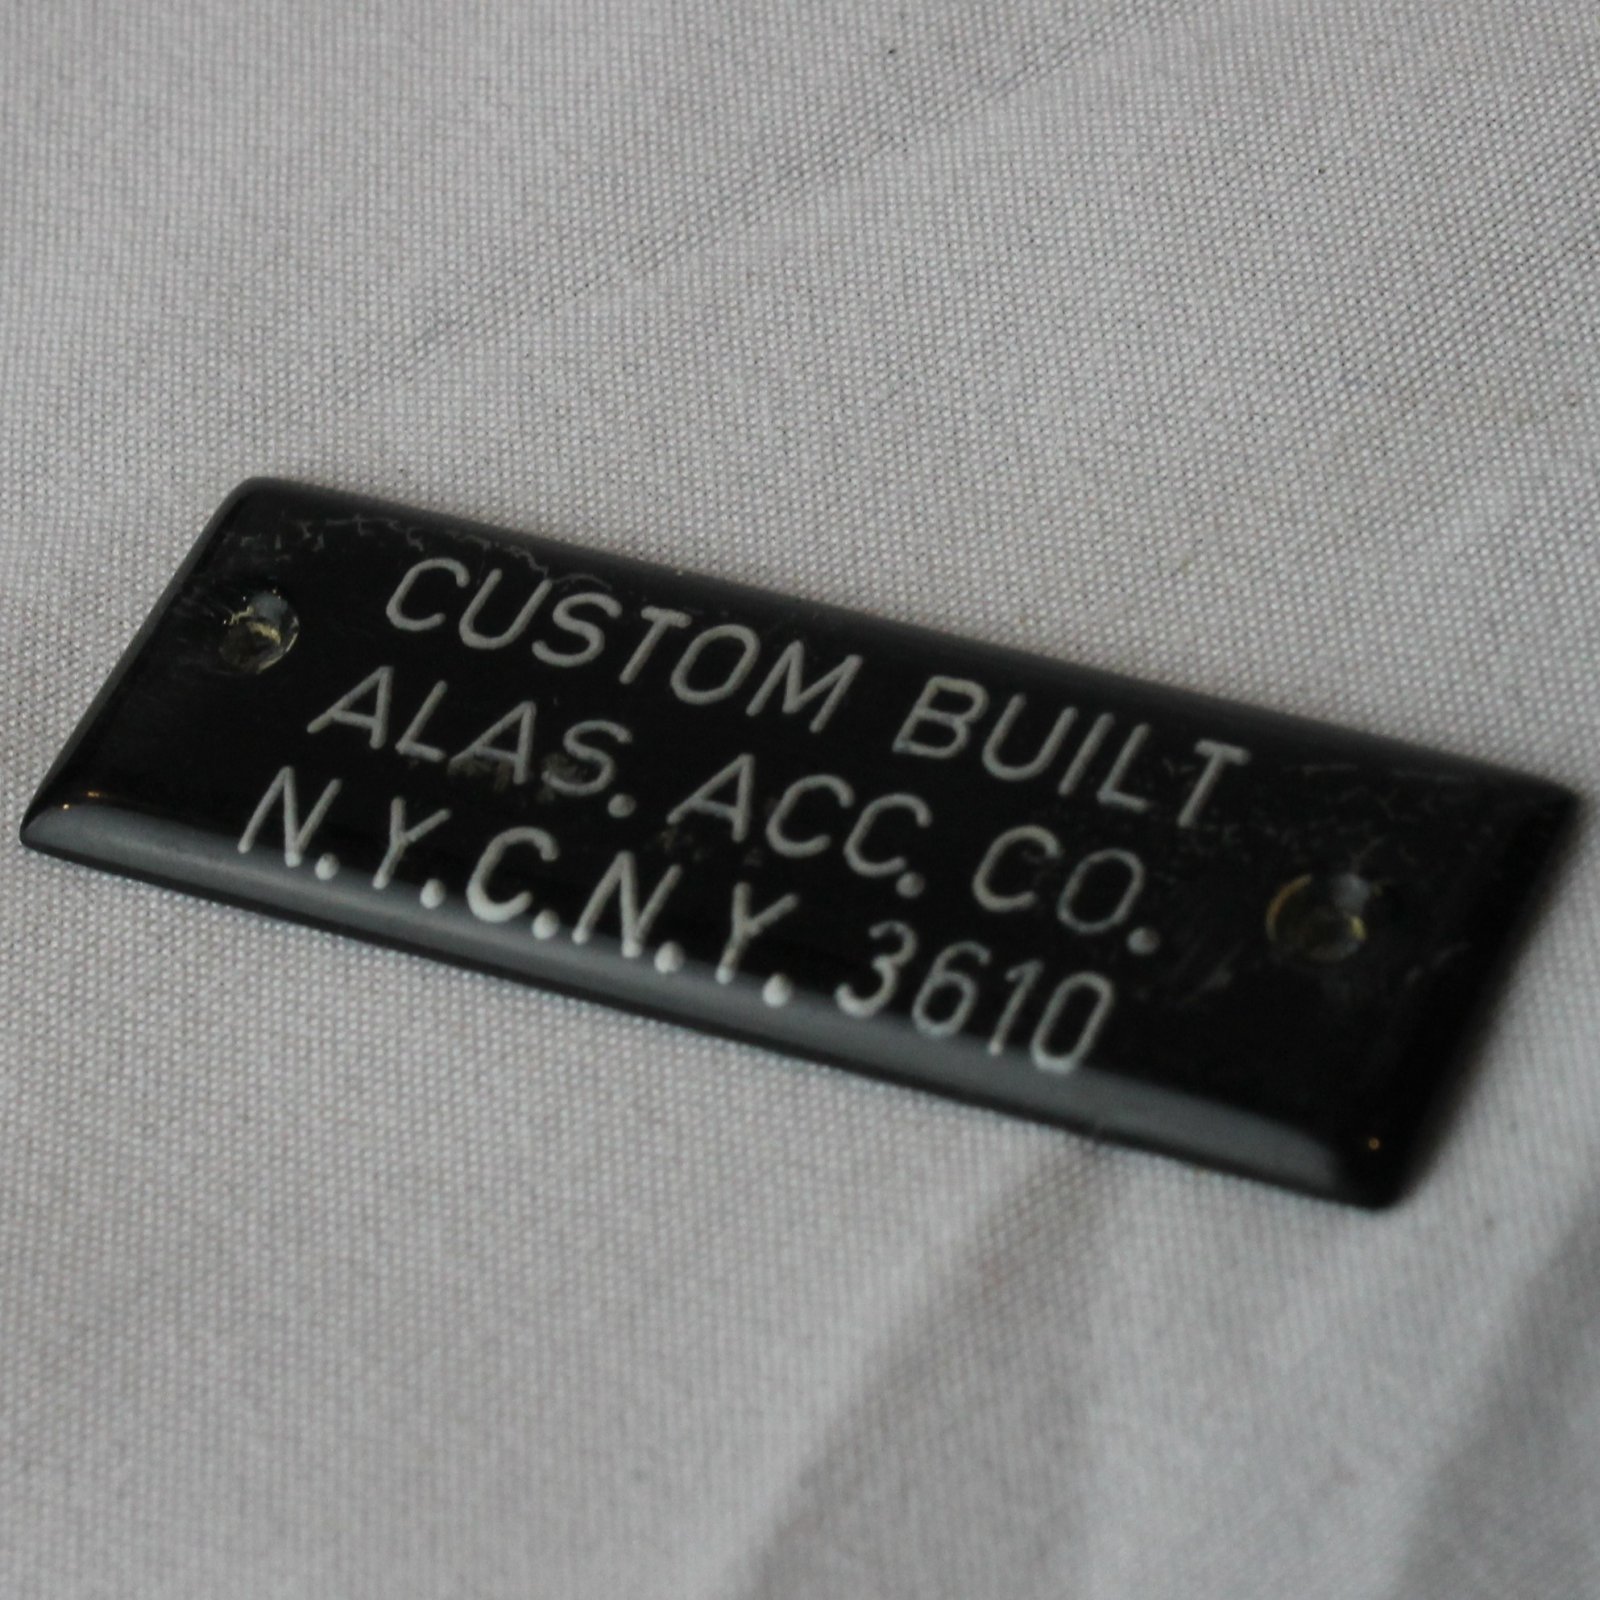 CUSTOM BUILT
ALAS. ACC. CO.
N.Y.C.N.Y. 3610